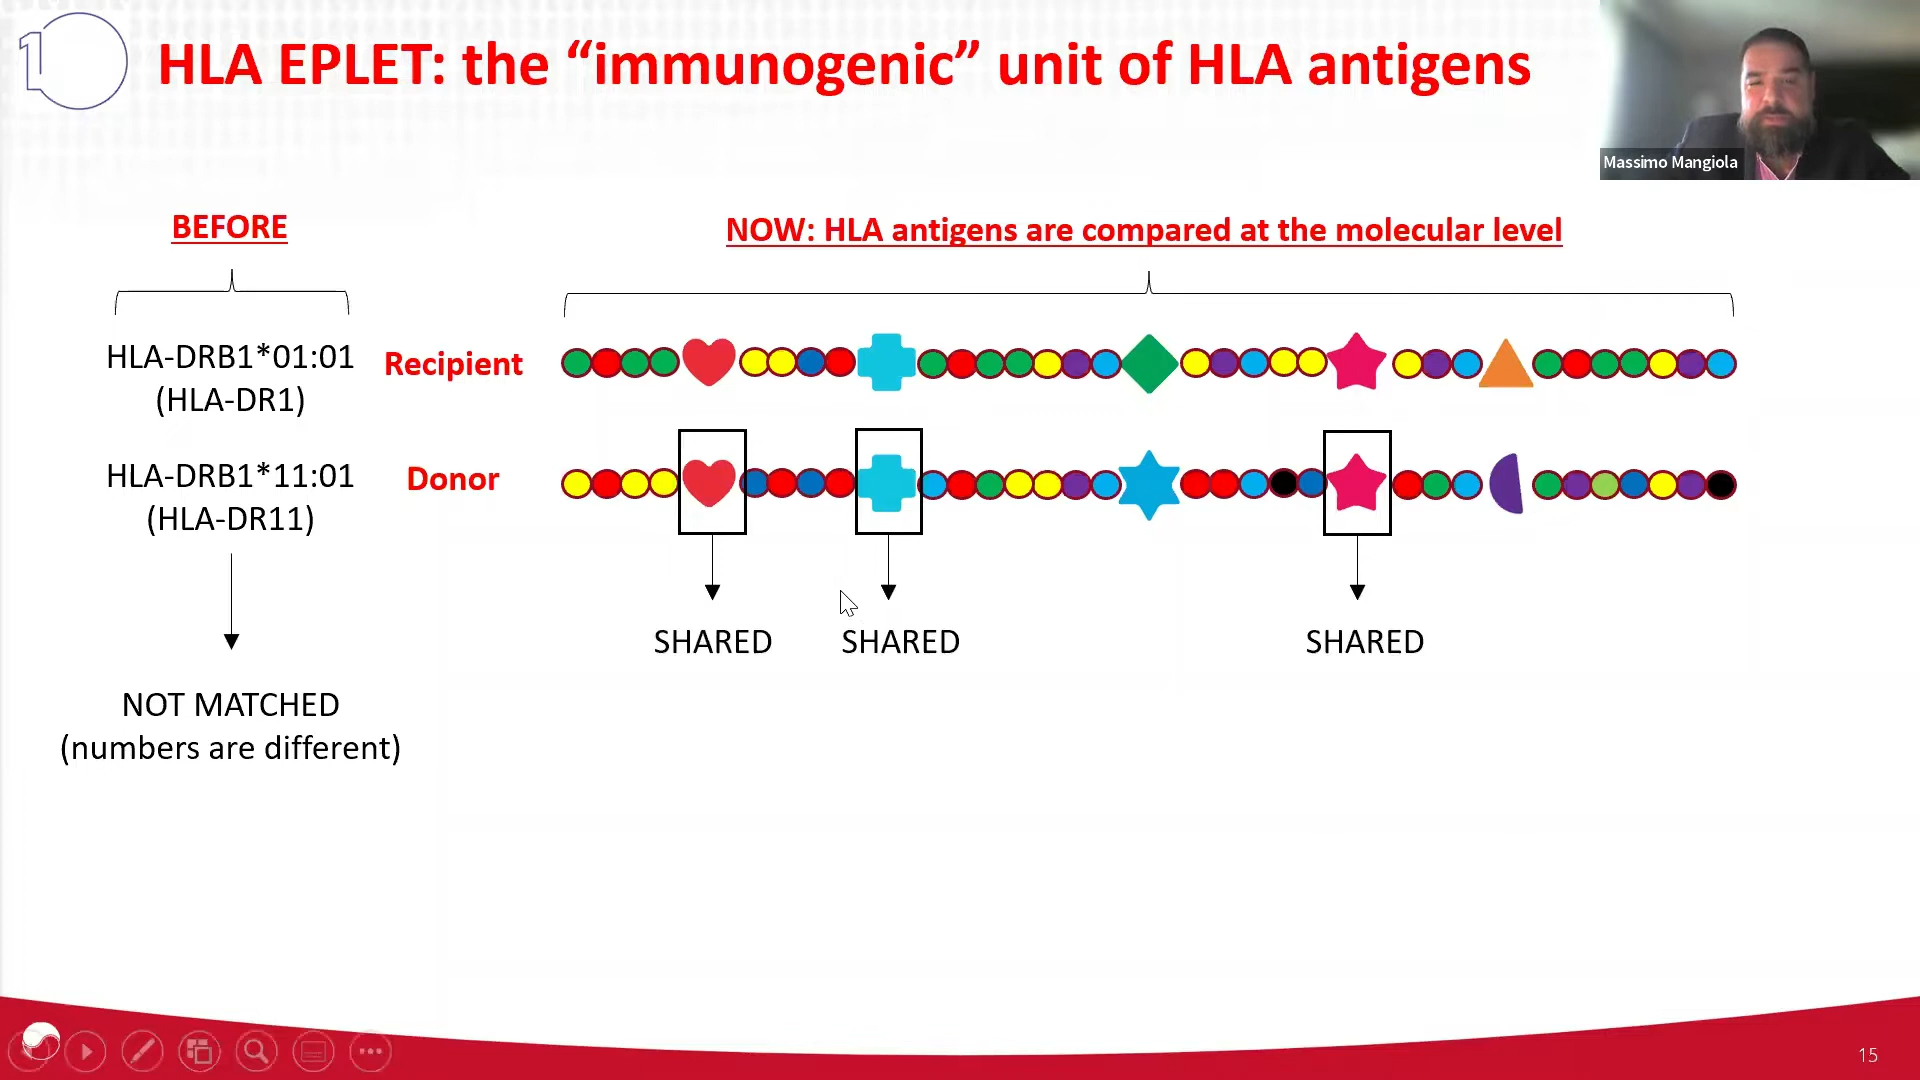 10
HLA EPLET: the “immunogenic” unit of HLA antigens
Massimo Mangiola
BEFORE
NOW: HLA antigens are compared at the molecular level
HLA-DRB1*01:01
(HLA-DR1)
Recipient
HLA-DRB1*11:01
(HLA-DR11)
Donor
SHARED
SHARED
SHARED
NOT MATCHED
(numbers are different)
15